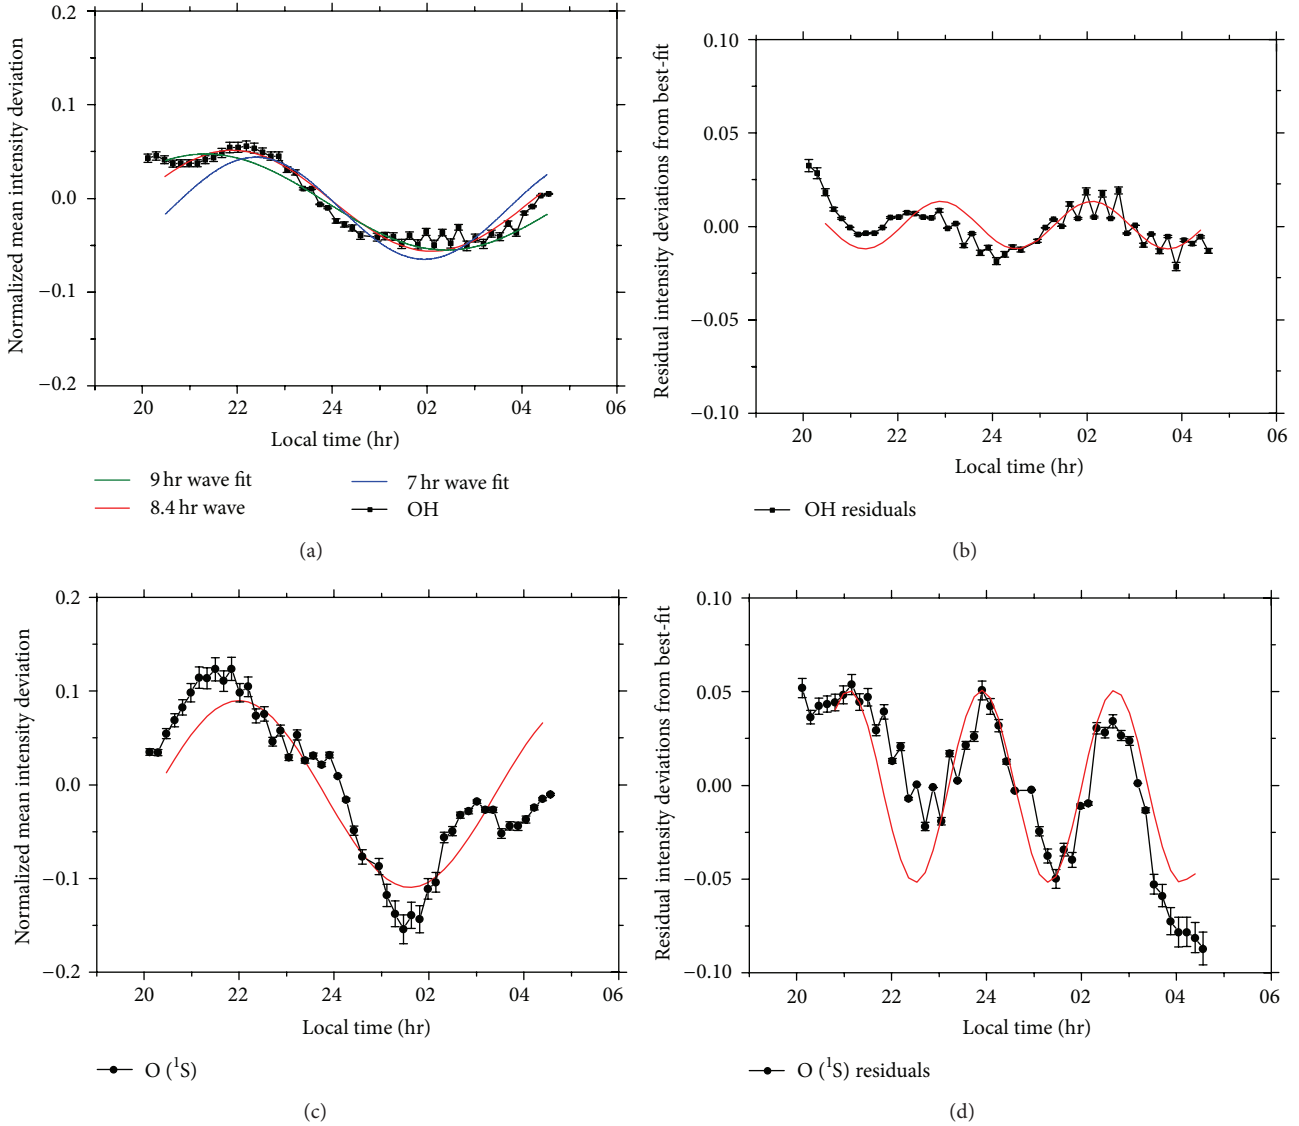 Normalized mean intensity deviation
0.2
0.1
0.0
−0.1
−0.2
20 22 24 02 04 06
Local time (hr)
9 hr wave fit
8.4 hr wave
7 hr wave fit
OH
(a)
Residual intensity deviations from best-fit
0.10
0.05
0.00
−0.05
−0.10
20 22 24 02 04 06
Local time (hr)
OH residuals
(b)
Normalized mean intensity deviation
0.2
0.1
0.0
−0.1
−0.2
20 22 24 02 04 06
Local time (hr)
O (¹S)
(c)
Residual intensity deviations from best-fit
0.10
0.05
0.00
−0.05
−0.10
20 22 24 02 04 06
Local time (hr)
O (¹S) residuals
(d)